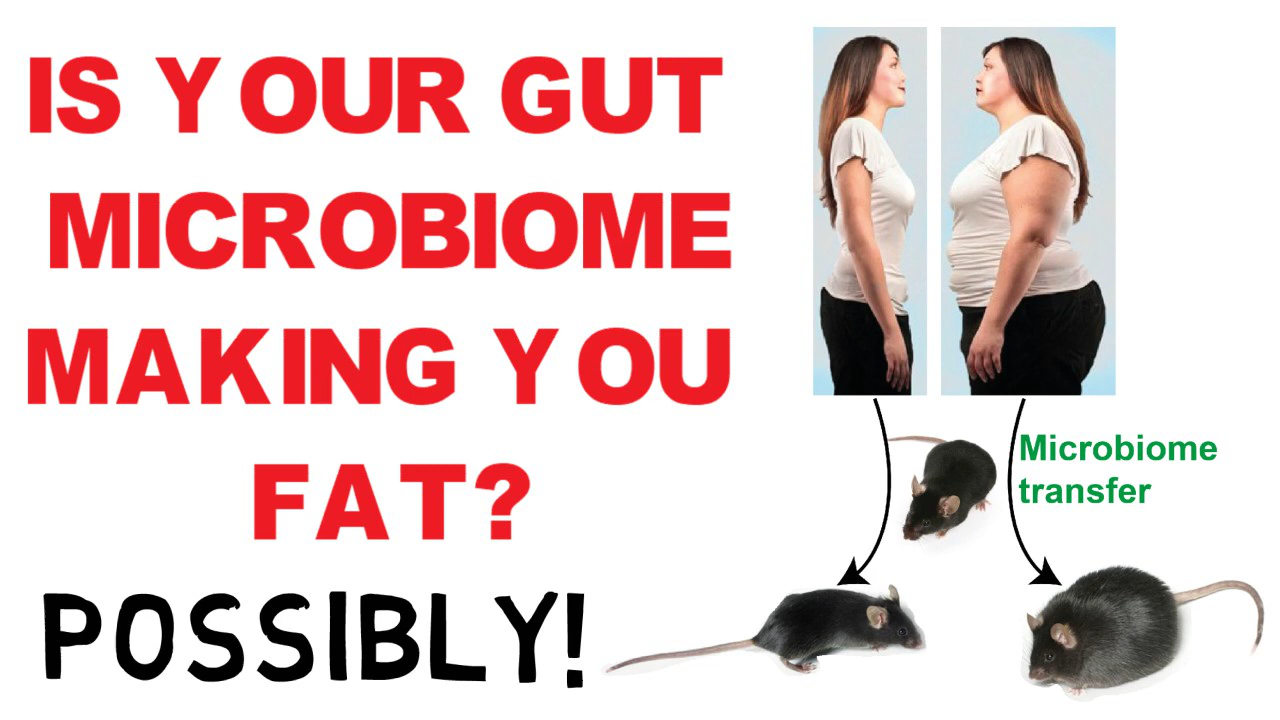 IS YOUR GUT
MICROBIOME
MAKING YOU
FAT?
POSSIBLY!
Microbiome
transfer